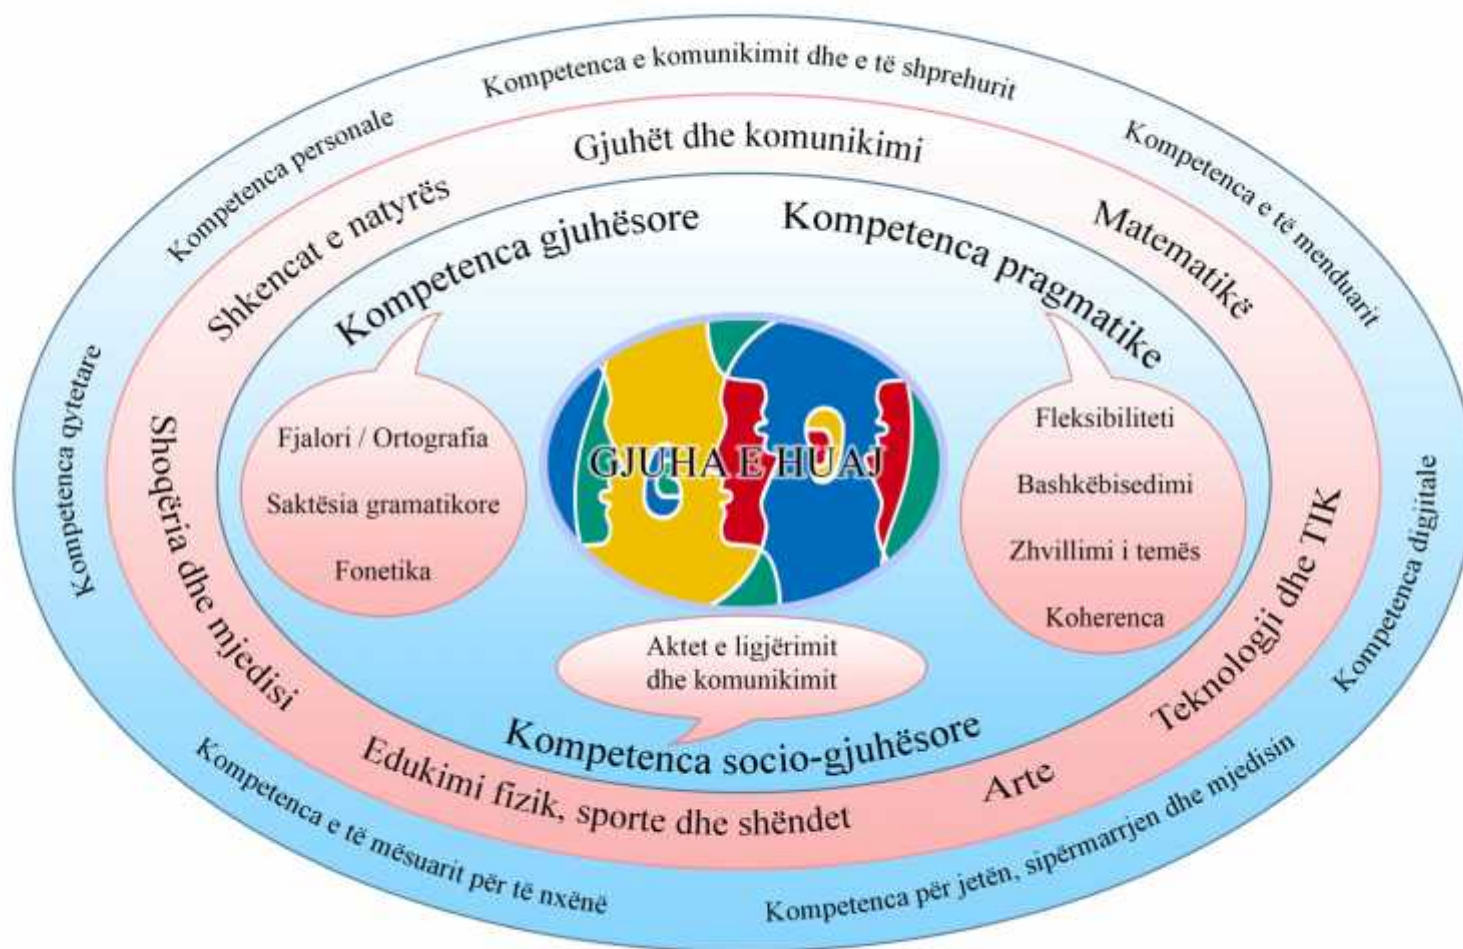 Kompetenca e komunikimit dhe e të shprehurit
Kompetenca e të menduarit
Kompetenca digjitale
Kompetenca për jetën, sipërmarrjen dhe mjedisin
Kompetenca e të mësuarit për të nxënë
Kompetenca qytetare
Kompetenca personale
Gjuhët dhe komunikimi
Matematikë
Teknologji dhe TIK
Arte
Edukimi fizik, sporte dhe shëndet
Shoqëria dhe mjedisi
Shkencat e natyrës
Kompetenca gjuhësore
Fjalori / Ortografia
Saktësia gramatikore
Fonetika
Kompetenca pragmatike
Fleksibiliteti
Bashkëbisedimi
Zhvillimi i temës
Koherenca
GJUHA E HUAJ
Aktet e ligjërimit
dhe komunikimit
Kompetenca socio-gjuhësore